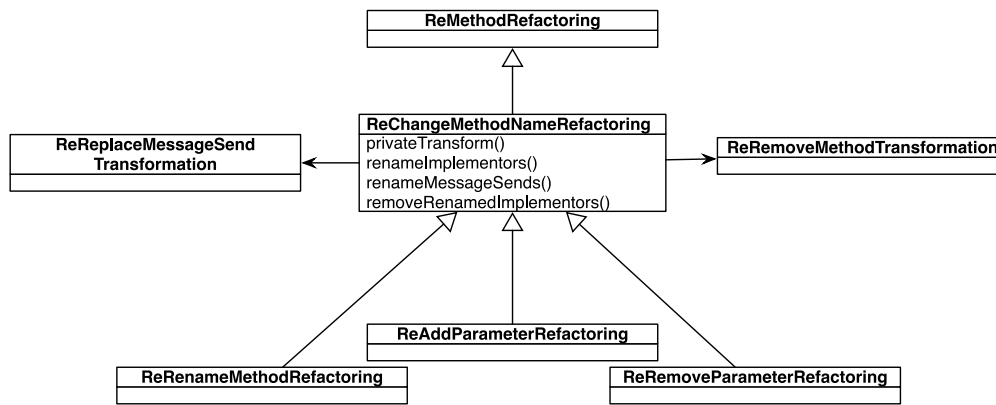 ReMethodRefactoring
ReChangeMethodNameRefactoring
privateTransform()
renameImplementors()
renameMessageSends()
removeRenamedImplementors()
ReReplaceMessageSend
Transformation
ReRemoveMethodTransformation
ReAddParameterRefactoring
ReRenameMethodRefactoring
ReRemoveParameterRefactoring